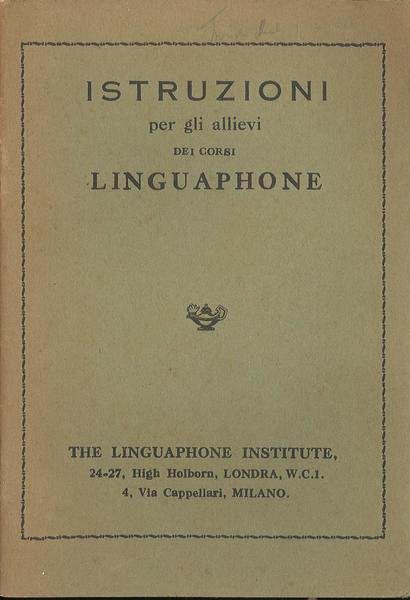 ISTRUZIONI
per gli allievi
DEI CORSI
LINGUAPHONE
THE LINGUAPHONE INSTITUTE,
24-27, High Holborn, LONDRA, W.C.1.
4, Via Cappellari, MILANO.